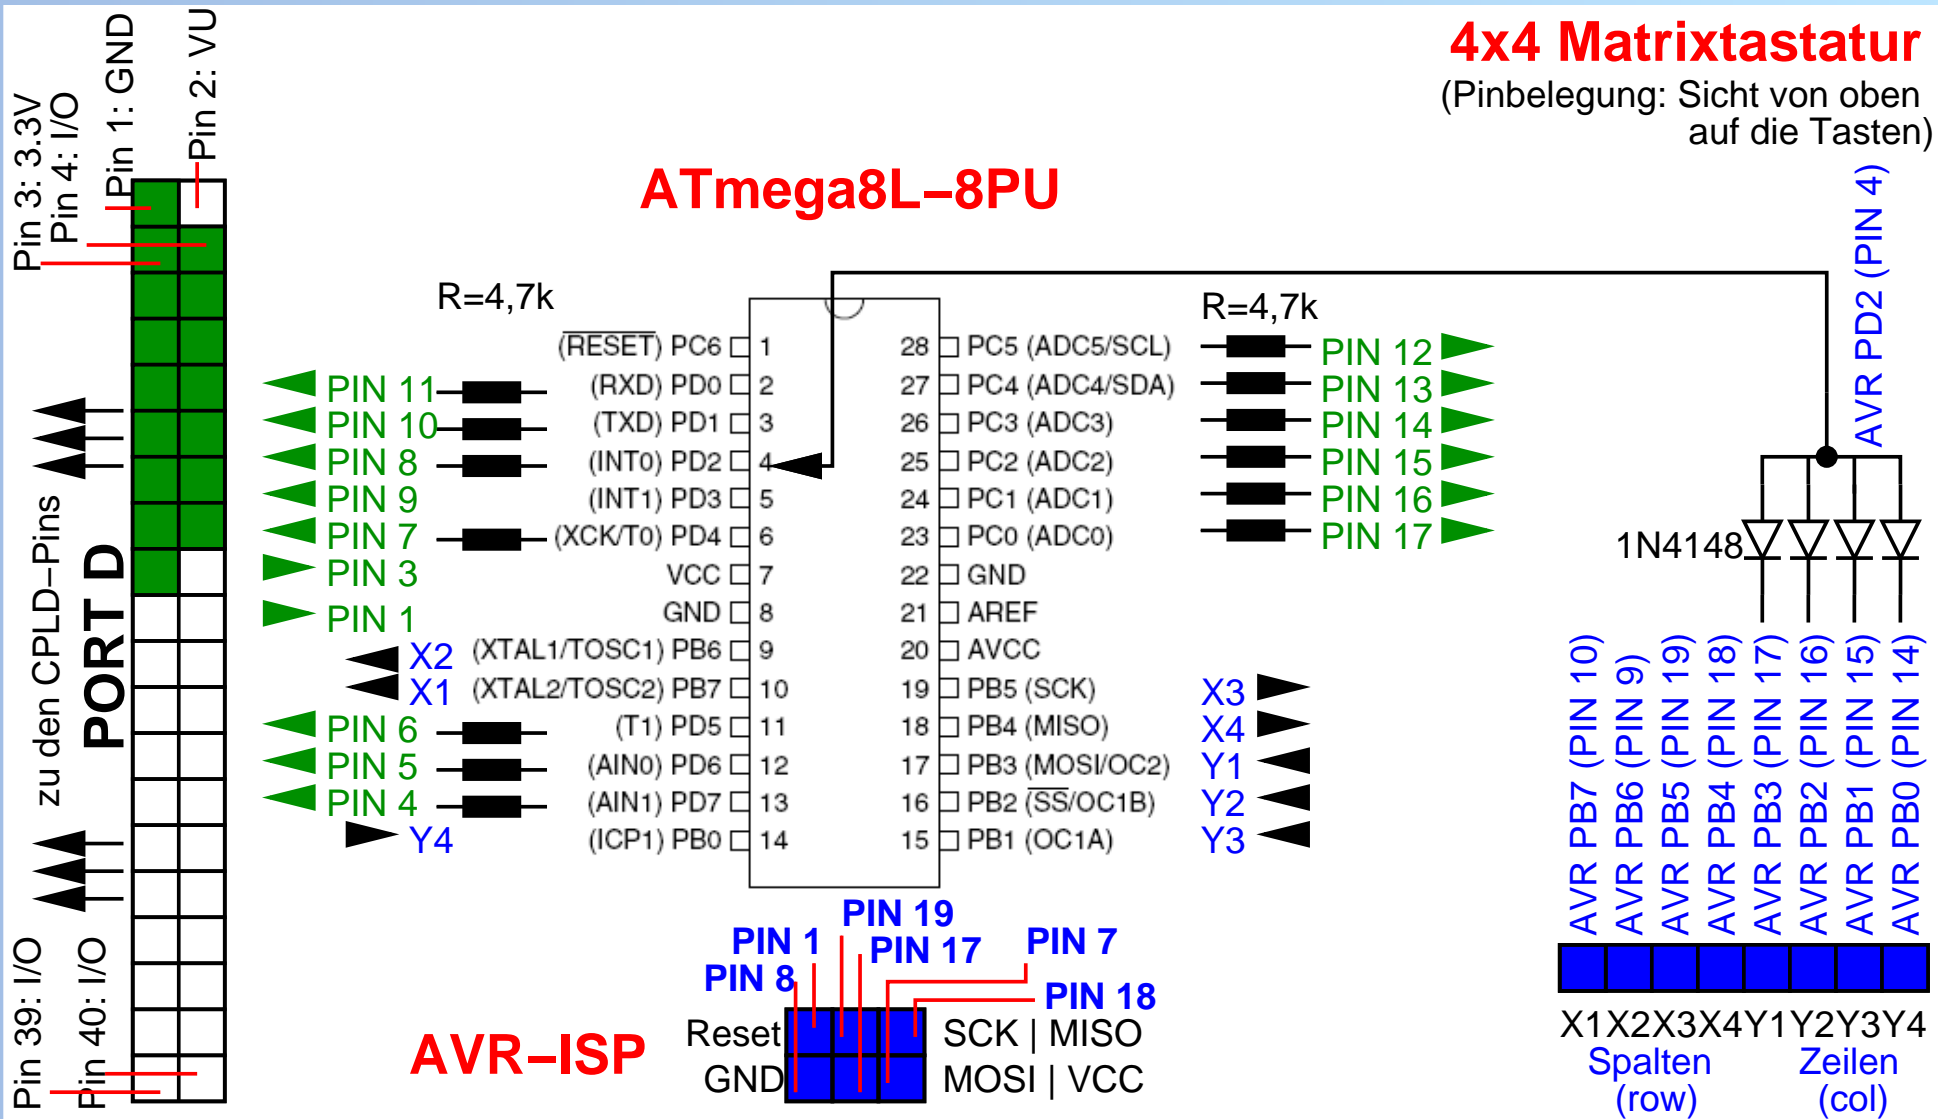 4x4 Matrixtastatur
(Pinbelegung: Sicht von oben
auf die Tasten)
ATmega8L–8PU
Pin 3: 3.3V
Pin 4: I/O
Pin 1: GND
Pin 2: VU
zu den CPLD–Pins
PORT D
Pin 39: I/O
Pin 40: I/O
R=4,7k
R=4,7k
(RESET) PC6 1
28 PC5 (ADC5/SCL) PIN 12
PIN 11 (RXD) PD0 2
27 PC4 (ADC4/SDA) PIN 13
PIN 10 (TXD) PD1 3
26 PC3 (ADC3) PIN 14
PIN 8 (INT0) PD2 4
25 PC2 (ADC2) PIN 15
PIN 9 (INT1) PD3 5
24 PC1 (ADC1) PIN 16
PIN 7 (XCK/T0) PD4 6
23 PC0 (ADC0) PIN 17
PIN 3 VCC 7
22 GND
PIN 1 GND 8
21 AREF
X2 (XTAL1/TOSC1) PB6 9
20 AVCC
X1 (XTAL2/TOSC2) PB7 10
19 PB5 (SCK) X3
PIN 6 (T1) PD5 11
18 PB4 (MISO) X4
PIN 5 (AIN0) PD6 12
17 PB3 (MOSI/OC2) Y1
PIN 4 (AIN1) PD7 13
16 PB2 (SS/OC1B) Y2
Y4 (ICP1) PB0 14
15 PB1 (OC1A) Y3
AVR PD2 (PIN 4)
1N4148
AVR PB7 (PIN 10)
AVR PB6 (PIN 9)
AVR PB5 (PIN 19)
AVR PB4 (PIN 18)
AVR PB3 (PIN 17)
AVR PB2 (PIN 16)
AVR PB1 (PIN 15)
AVR PB0 (PIN 14)
X1X2X3X4Y1Y2Y3Y4
Spalten
(row)
Zeilen
(col)
PIN 19
PIN 1
PIN 17
PIN 7
PIN 8
PIN 18
AVR–ISP
Reset
SCK | MISO
GND
MOSI | VCC